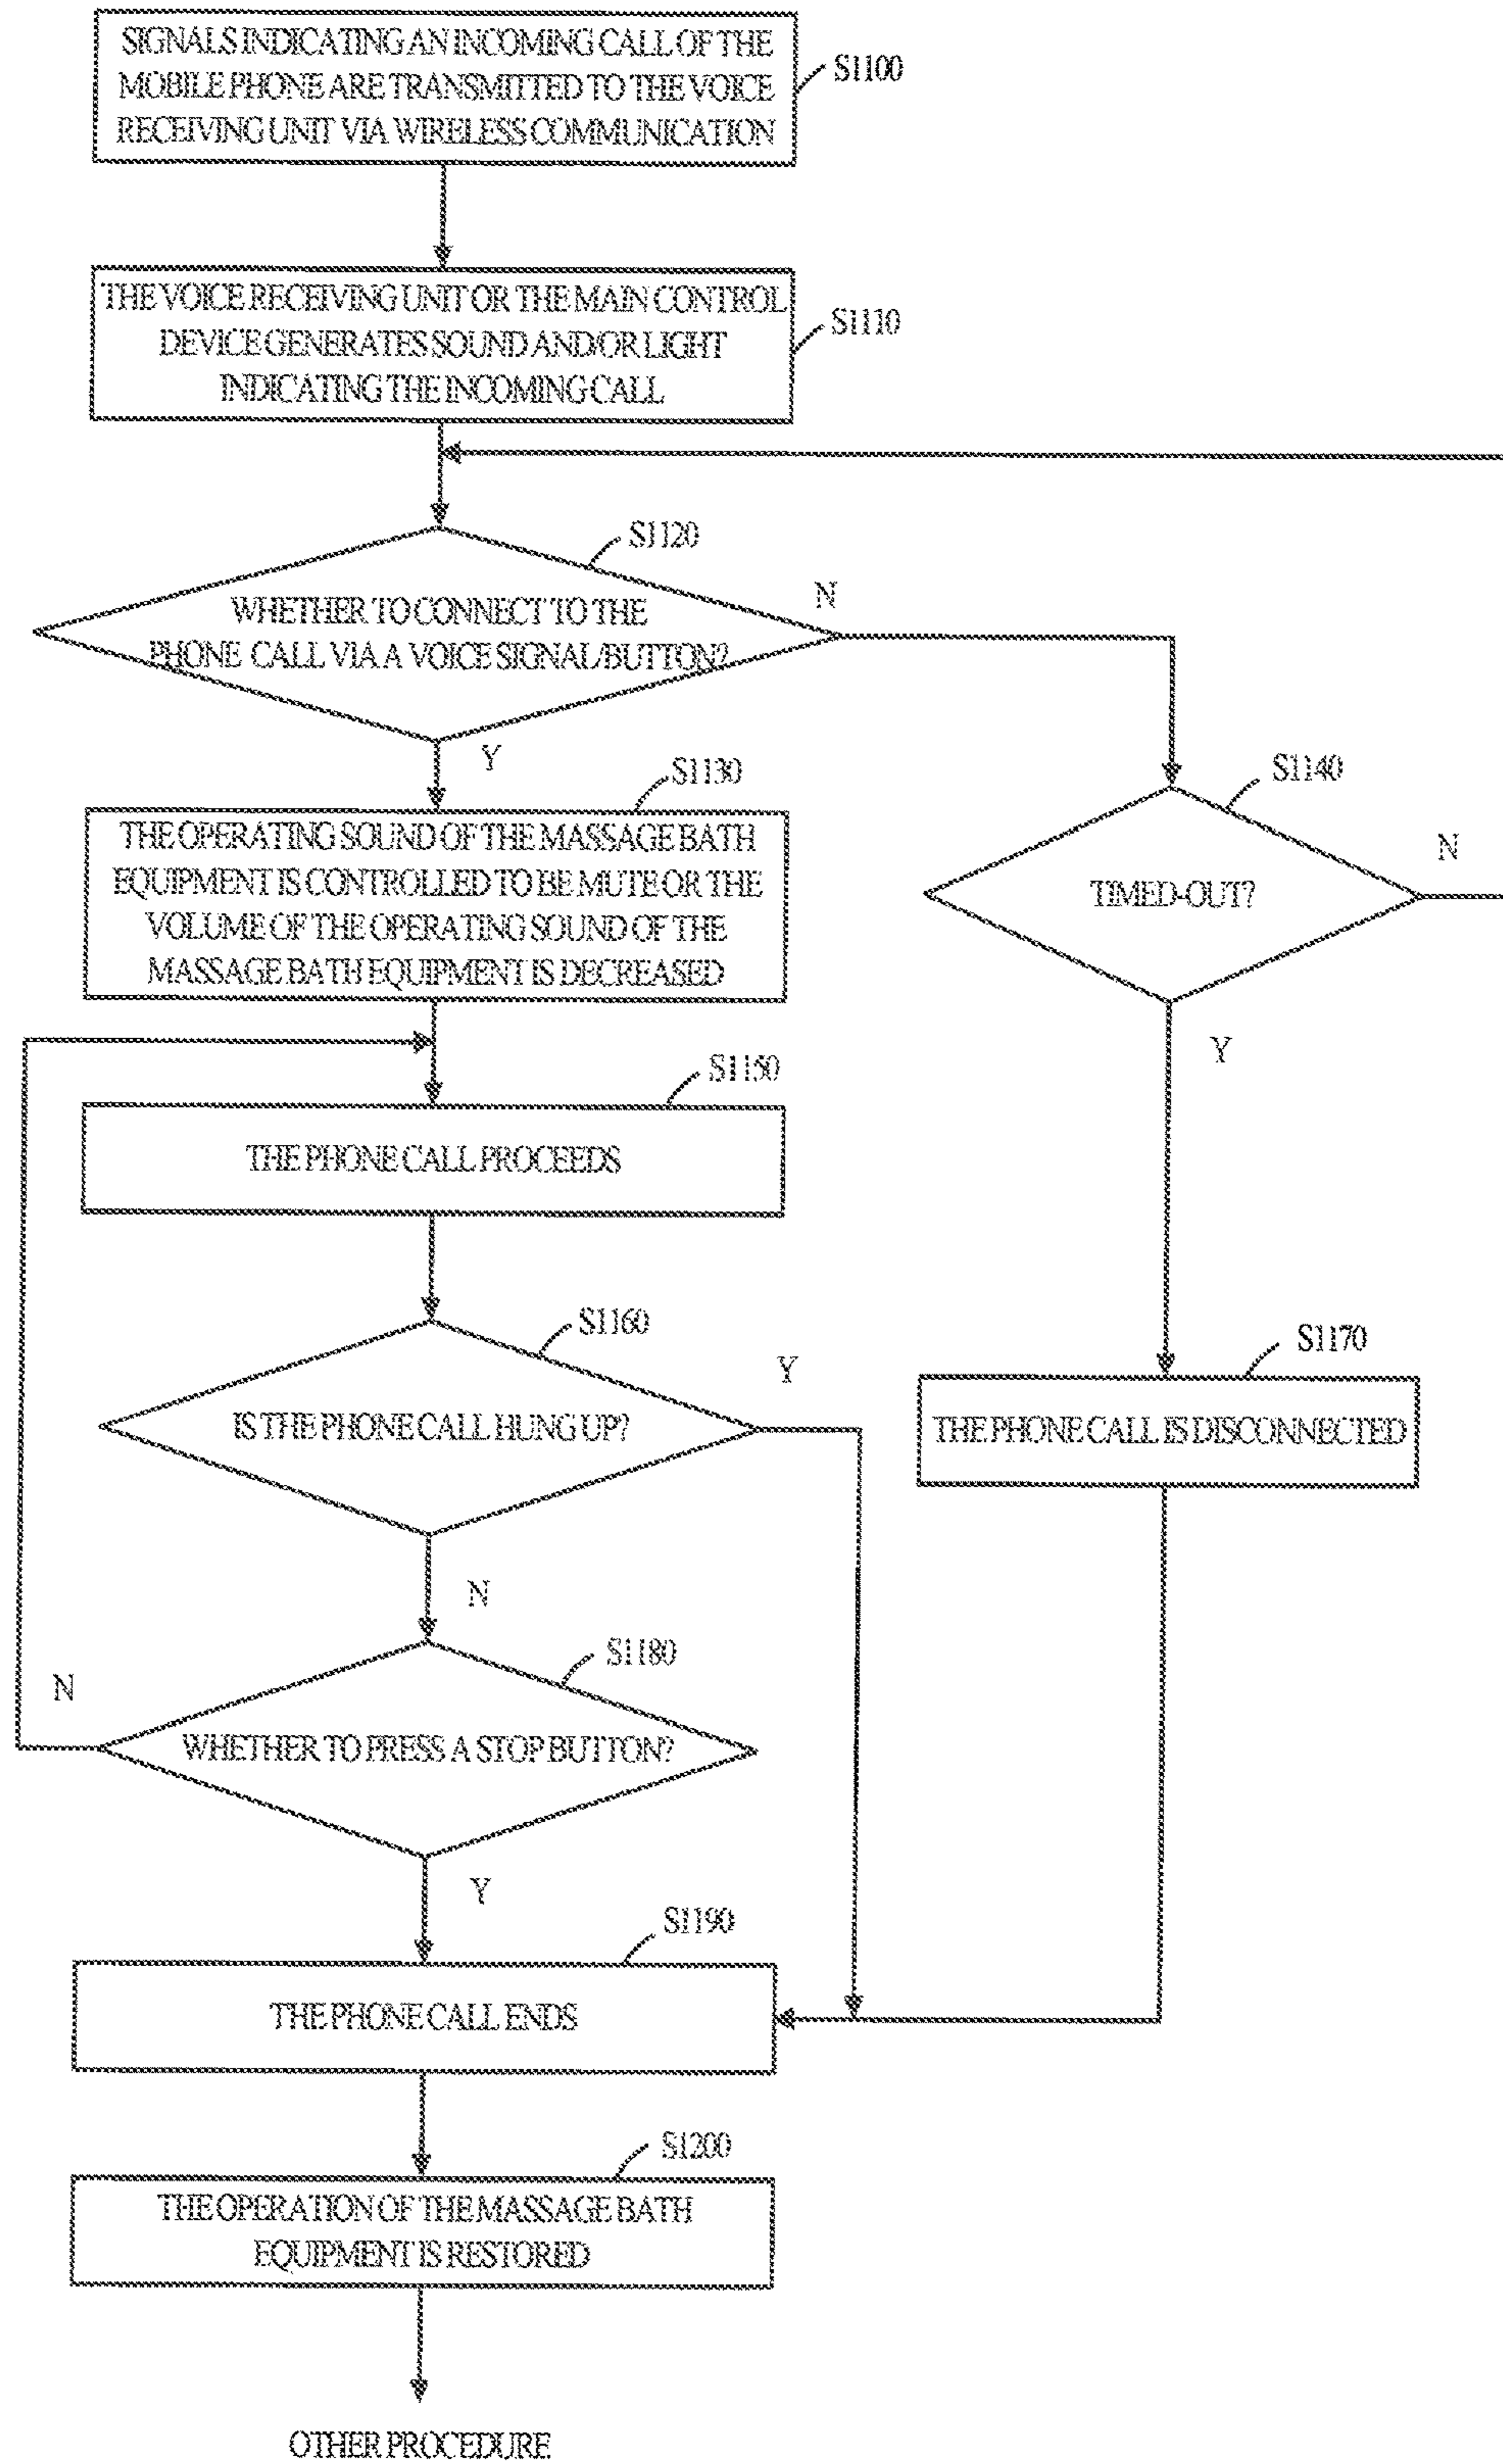 SIGNALS INDICATING AN INCOMING CALL OF THE
MOBILE PHONE ARE TRANSMITTED TO THE VOICE
RECEIVING UNIT VIA WIRELESS COMMUNICATION
S1100
THE VOICE RECEIVING UNIT OR THE MAIN CONTROL
DEVICE GENERATES SOUND AND/OR LIGHT
INDICATING THE INCOMING CALL
S1110
S1120
WHETHER TO CONNECT TO THE
PHONE CALL VIA A VOICE SIGNAL/BUTTON?
N
Y
S1130
THE OPERATING SOUND OF THE MASSAGE BATH
EQUIPMENT IS CONTROLLED TO BE MUTE OR THE
VOLUME OF THE OPERATING SOUND OF THE
MASSAGE BATH EQUIPMENT IS DECREASED
S1140
TIMED-OUT?
N
Y
S1150
THE PHONE CALL PROCEEDS
S1160
IS THE PHONE CALL HUNG UP?
Y
N
S1170
THE PHONE CALL IS DISCONNECTED
S1180
WHETHER TO PRESS A STOP BUTTON?
N
Y
S1190
THE PHONE CALL ENDS
S1200
THE OPERATION OF THE MASSAGE BATH
EQUIPMENT IS RESTORED
OTHER PROCEDURE